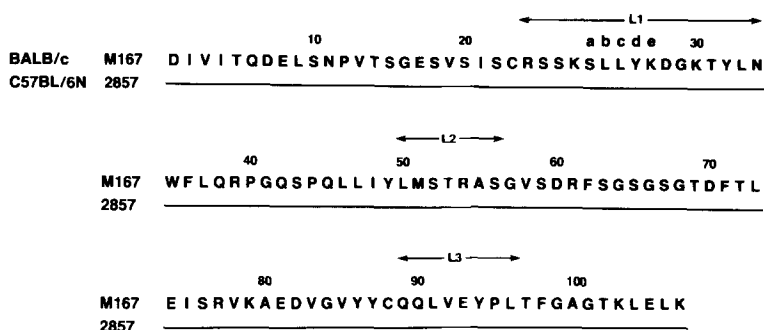 L1
10 20 a b c d e 30
BALB/c M167 D I V I T Q D E L S N P V T S G E S V S I S C R S S K S L L Y K D G K T Y L N
C57BL/6N 2857
L2
40 50 60 70
M167 W F L Q R P G Q S P Q L L I Y L M S T R A S G V S D R F S G S G S G T D F T L
2857
L3
80 90 100
M167 E I S R V K A E D V G V Y Y C Q Q L V E Y P L T F G A G T K L E L K
2857